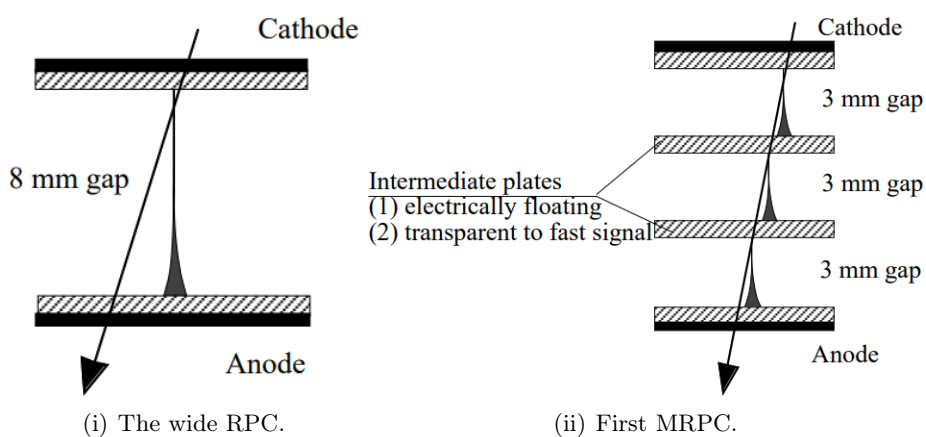 Cathode
8 mm gap
Anode
(i) The wide RPC.
Cathode
3 mm gap
Intermediate plates
(1) electrically floating
(2) transparent to fast signal
3 mm gap
3 mm gap
Anode
(ii) First MRPC.